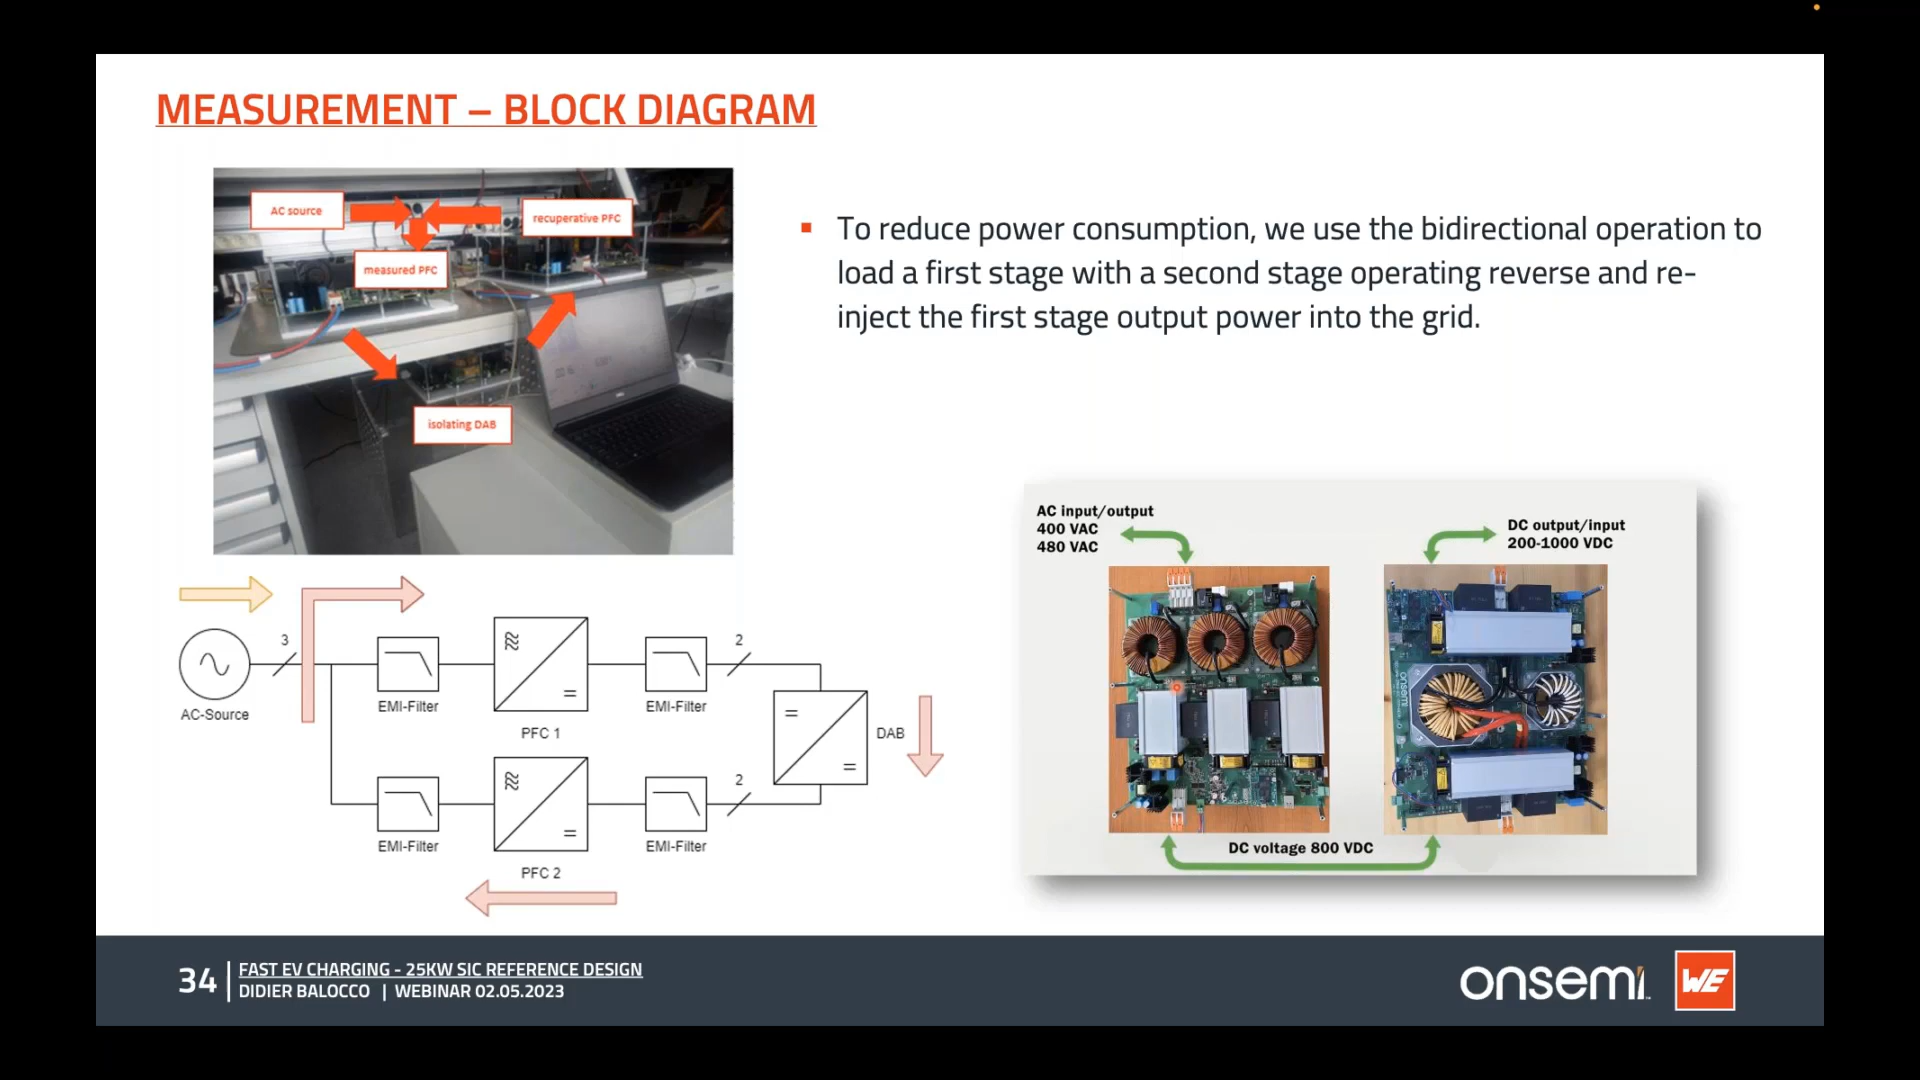 MEASUREMENT – BLOCK DIAGRAM
AC source
recuperative PFC
measured PFC
isolating DAB
▪ To reduce power consumption, we use the bidirectional operation to
load a first stage with a second stage operating reverse and re-
inject the first stage output power into the grid.
AC input/output
400 VAC
480 VAC
DC output/input
200-1000 VDC
onsemi
DC voltage 800 VDC
3
2
AC-Source
EMI-Filter
EMI-Filter
PFC 1
DAB
2
EMI-Filter
EMI-Filter
PFC 2
34
FAST EV CHARGING - 25KW SIC REFERENCE DESIGN
DIDIER BALOCCO | WEBINAR 02.05.2023
onsemi
WE